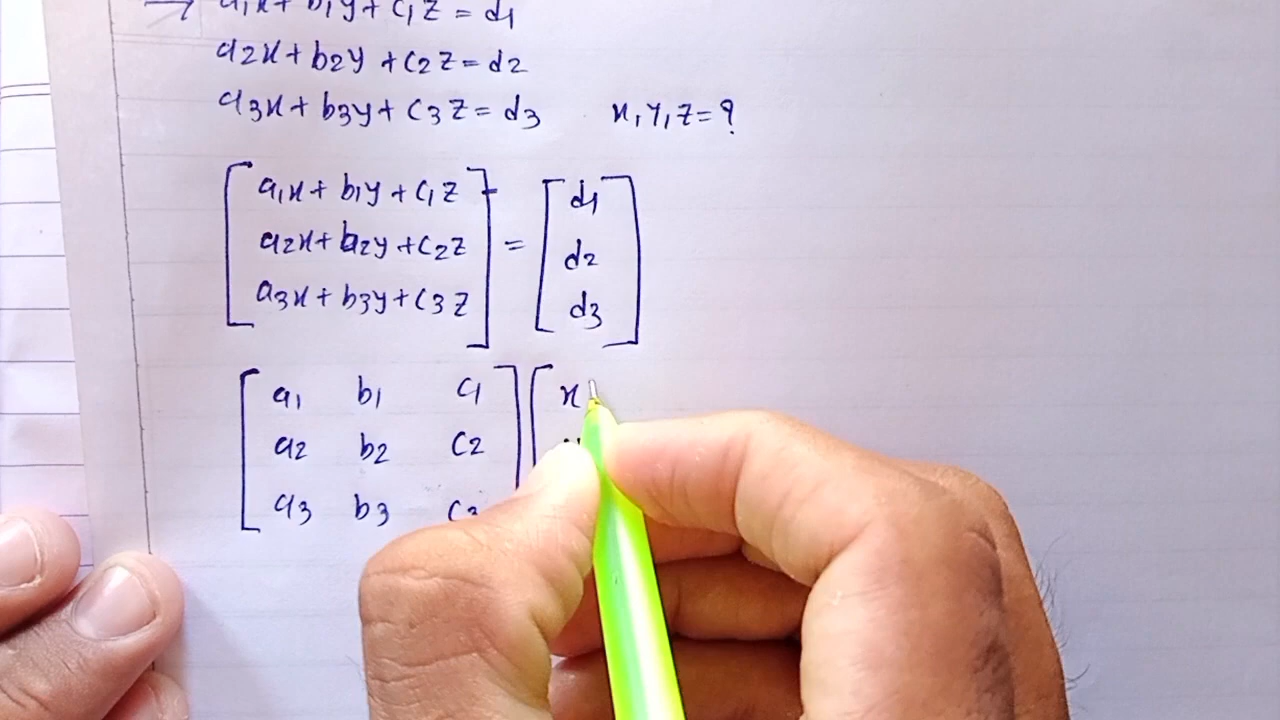 → a1x + b1y + c1z = d1
a2x + b2y + c2z = d2
a3x + b3y + c3z = d3 x, y, z = ?
a1x + b1y + c1z
a2x + b2y + c2z
a3x + b3y + c3z
=
d1
d2
d3
a1 b1 c1
a2 b2 c2
a3 b3
x